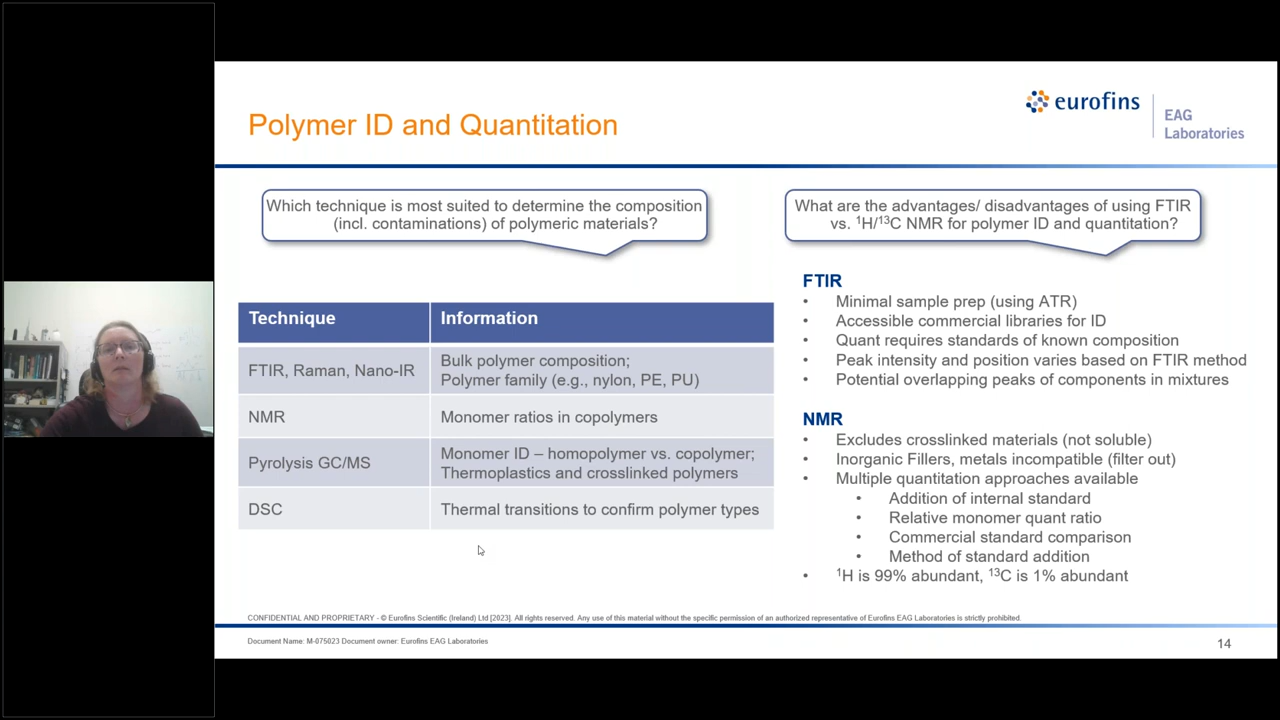 eurofins
EAG
Laboratories
Polymer ID and Quantitation
Which technique is most suited to determine the composition
(incl. contaminations) of polymeric materials?
What are the advantages/ disadvantages of using FTIR
vs. ¹H/¹³C NMR for polymer ID and quantitation?
Technique Information
FTIR, Raman, Nano-IR
Bulk polymer composition;
Polymer family (e.g., nylon, PE, PU)
NMR
Monomer ratios in copolymers
Pyrolysis GC/MS
Monomer ID – homopolymer vs. copolymer;
Thermoplastics and crosslinked polymers
DSC
Thermal transitions to confirm polymer types
FTIR
• Minimal sample prep (using ATR)
• Accessible commercial libraries for ID
• Quant requires standards of known composition
• Peak intensity and position varies based on FTIR method
• Potential overlapping peaks of components in mixtures
NMR
• Excludes crosslinked materials (not soluble)
• Inorganic Fillers, metals incompatible (filter out)
• Multiple quantitation approaches available
• Addition of internal standard
• Relative monomer quant ratio
• Commercial standard comparison
• Method of standard addition
• ¹H is 99% abundant, ¹³C is 1% abundant
CONFIDENTIAL AND PROPRIETARY - © Eurofins Scientific (Ireland) Ltd [2023]. All rights reserved. Any use of this material without the specific permission of an authorized representative of Eurofins EAG Laboratories is strictly prohibited.
Document Name: M-075023 Document owner: Eurofins EAG Laboratories
14